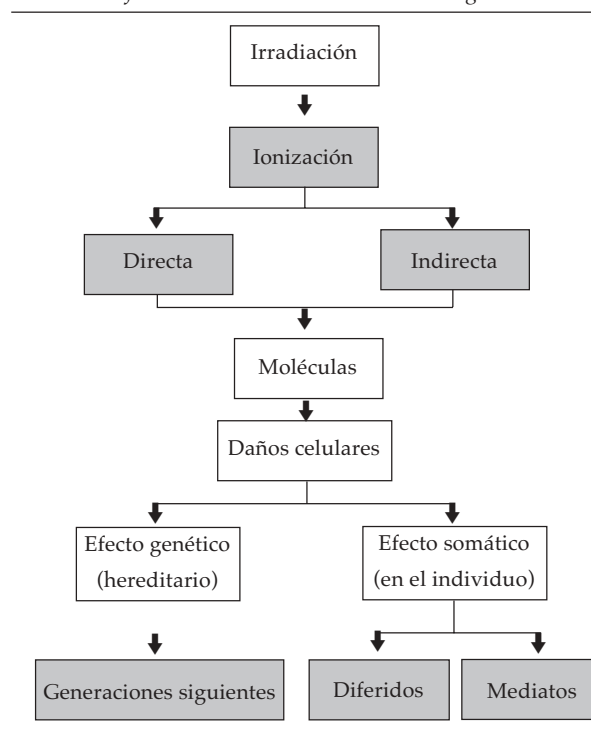 Irradiación
Ionización
Directa
Indirecta
Moléculas
Daños celulares
Efecto genético
(hereditario)
Efecto somático
(en el individuo)
Generaciones siguientes
Diferidos
Mediatos